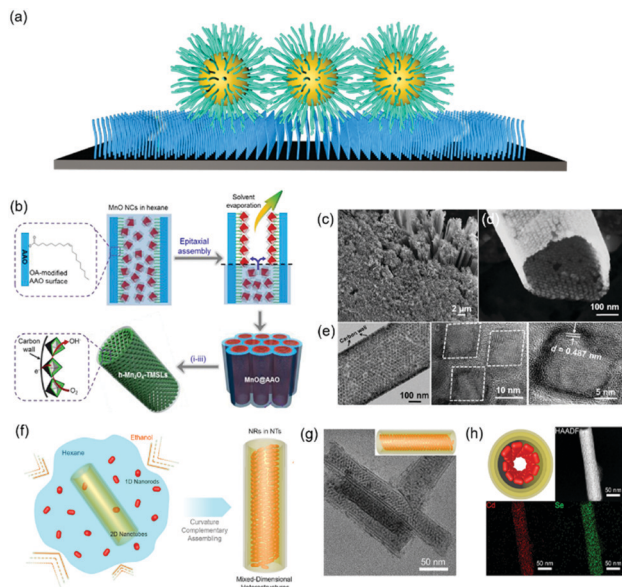 (a)
(b)
MnO NCs in hexane
Solvent
evaporation
AAO
Epitaxial
assembly
OA-modified
AAO surface
Carbon
wall
OH⁻
e⁻
O₂
h-Mn₃O₄-TMSLs
(i-iii)
MnO@AAO
(c)
2 μm
(d)
100 nm
(e)
Carbon wall
100 nm
10 nm
d = 0.487 nm
5 nm
(f)
Hexane
Ethanol
1D Nanorods
2D Nanotubes
Curvature
Complementary
Assembling
NRs in NTs
Mixed-Dimensional
(g)
50 nm
(h)
HAADF
50 nm
Cd
50 nm
Se
50 nm